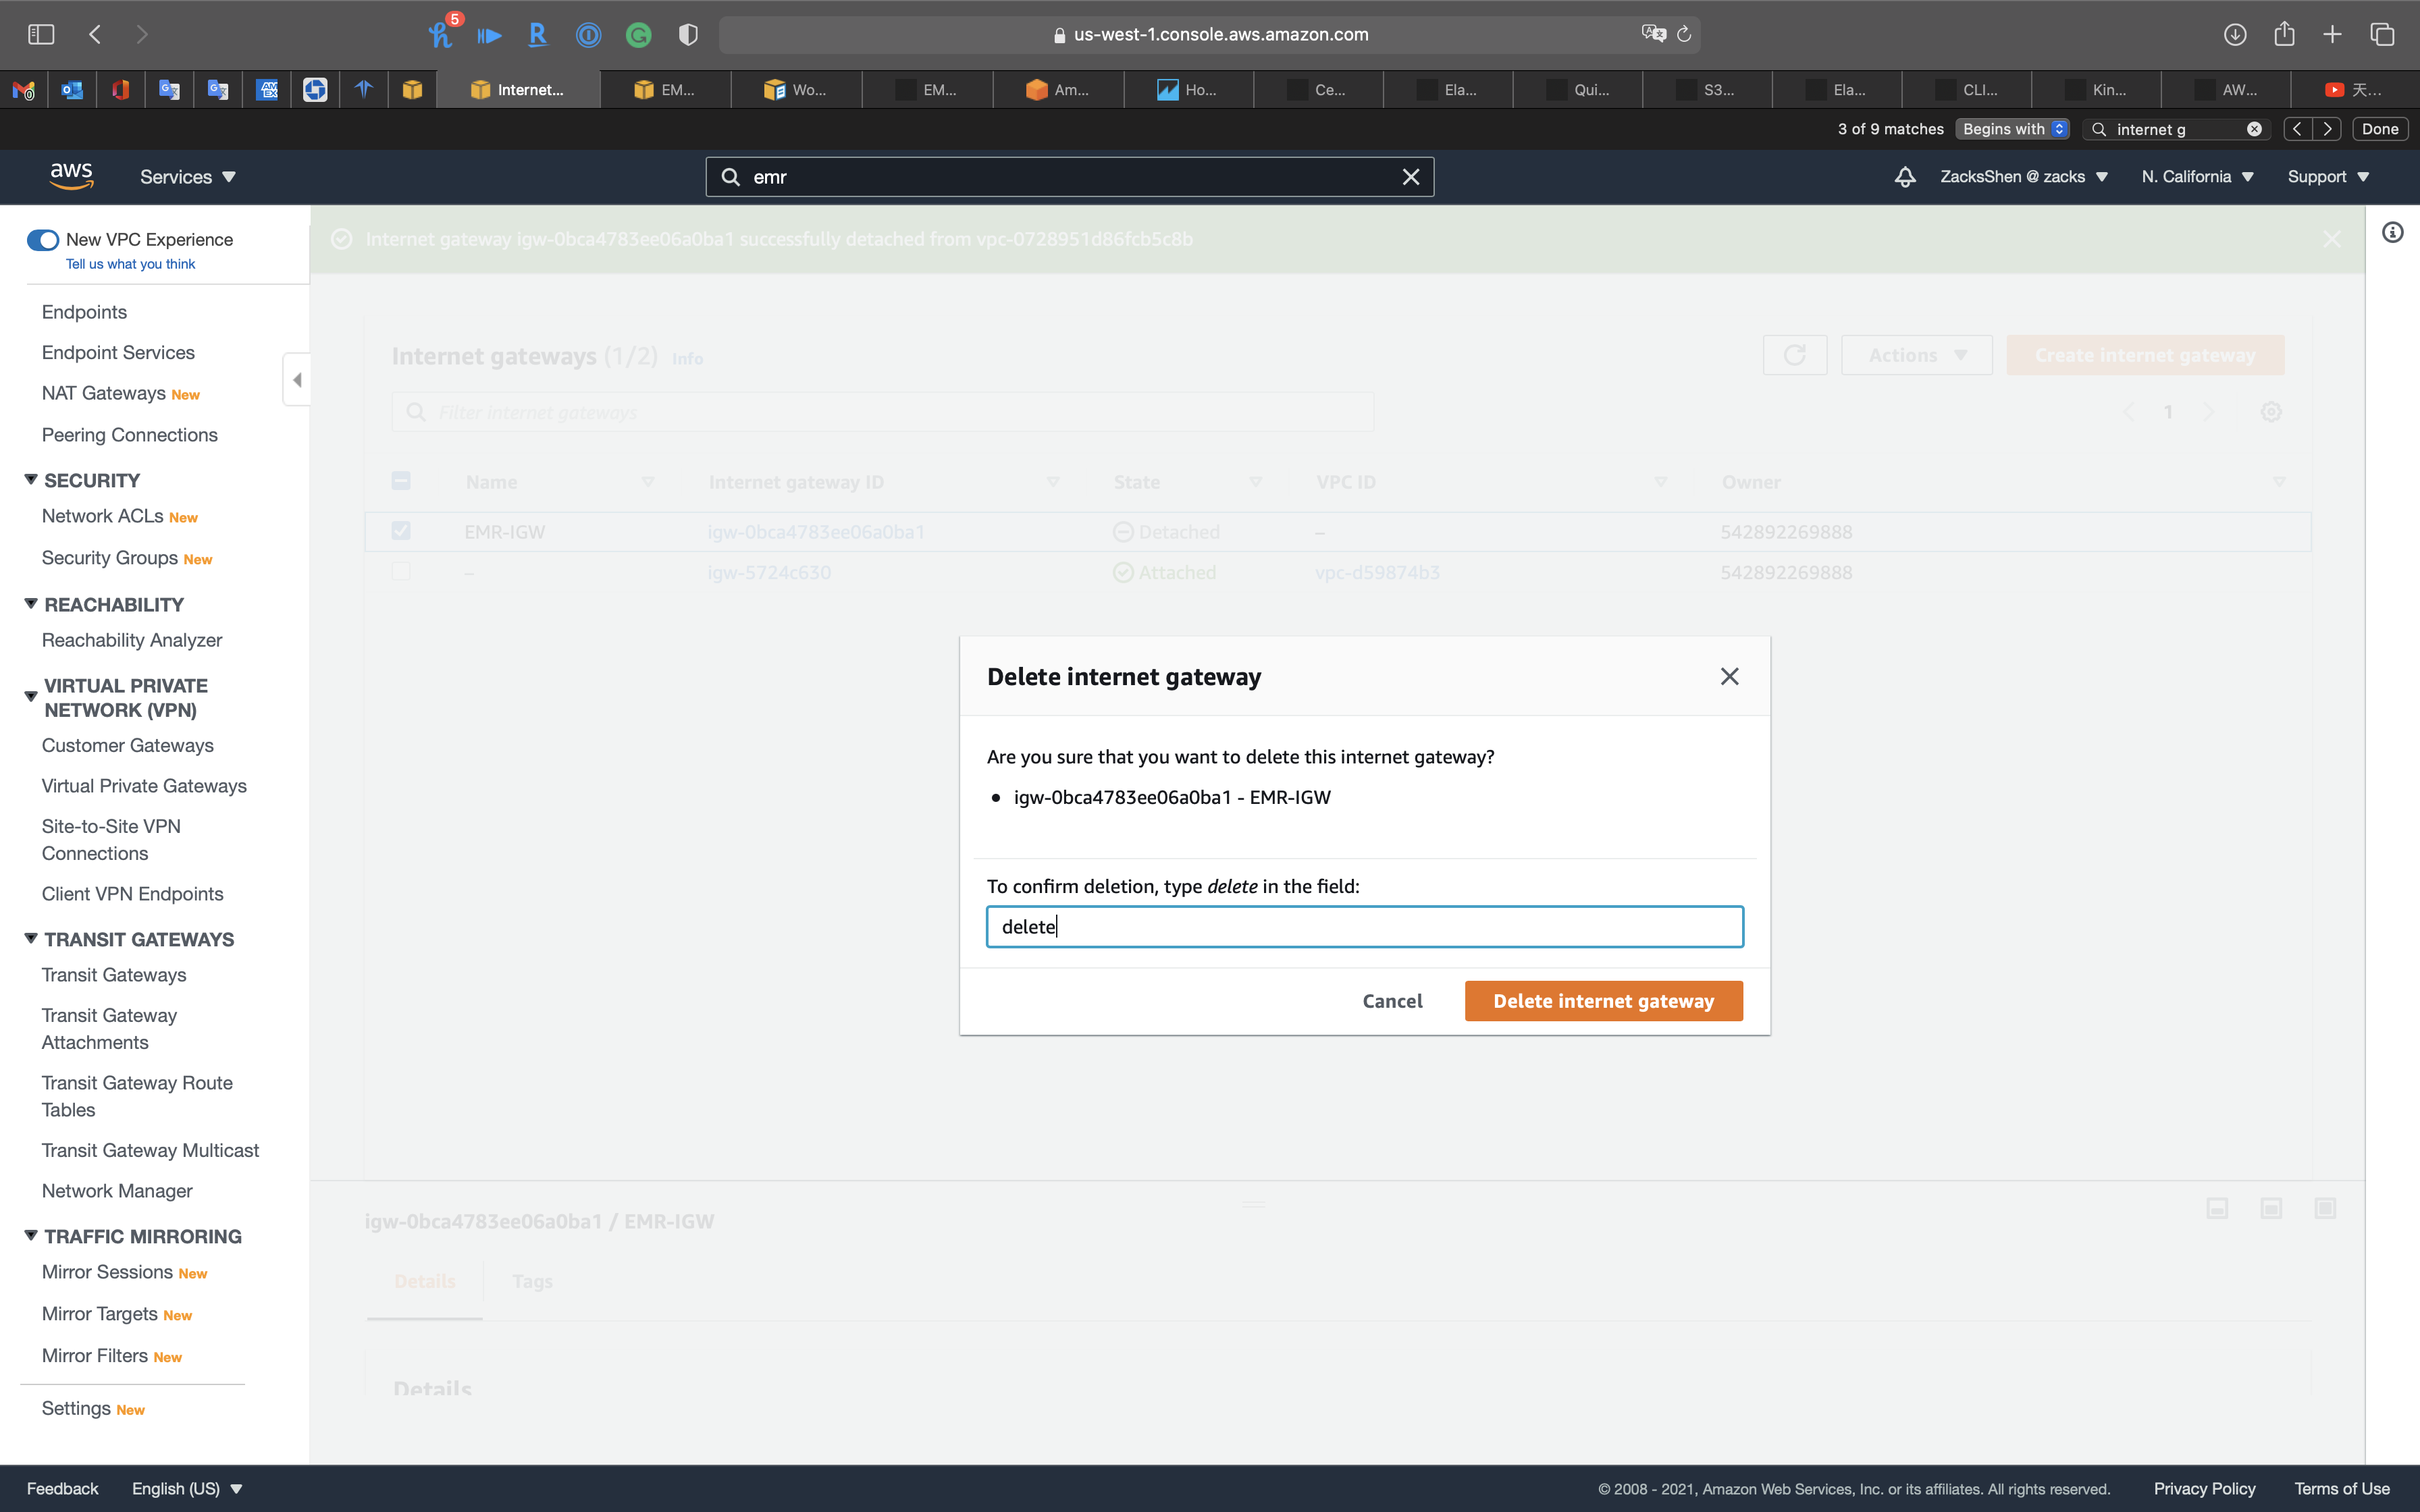 5
us-west-1.console.aws.amazon.com
Internet...
EM...
Wo...
EM...
Am...
Ho...
Ce...
Ela...
Qui...
S3...
Ela...
CLI...
Kin...
AW...
天...
3 of 9 matches
Begins with
internet g
Done
aws
Services
emr
ZacksShen @ zacks
N. California
Support
New VPC Experience
Tell us what you think
Endpoints
Endpoint Services
NAT Gateways New
Peering Connections
SECURITY
Network ACLs New
Security Groups New
REACHABILITY
Reachability Analyzer
VIRTUAL PRIVATE
NETWORK (VPN)
Customer Gateways
Virtual Private Gateways
Site-to-Site VPN
Connections
Client VPN Endpoints
TRANSIT GATEWAYS
Transit Gateways
Transit Gateway
Attachments
Transit Gateway Route
Tables
Transit Gateway Multicast
Network Manager
TRAFFIC MIRRORING
Mirror Sessions New
Mirror Targets New
Mirror Filters New
Settings New
Internet gateway igw-0bca4783ee06a0ba1 successfully detached from vpc-0728951d86fcb5c8b
Internet gateways (1/2) Info
Actions
Create internet gateway
Filter internet gateways
1
Name Internet gateway ID State VPC ID Owner
EMR-IGW igw-0bca4783ee06a0ba1 Detached – 542892269888
– igw-5724c630 Attached vpc-d59874b3 542892269888
Delete internet gateway
Are you sure that you want to delete this internet gateway?
• igw-0bca4783ee06a0ba1 - EMR-IGW
To confirm deletion, type delete in the field:
delete
Cancel
Delete internet gateway
igw-0bca4783ee06a0ba1 / EMR-IGW
Details
Tags
Details
Feedback
English (US)
© 2008 - 2021, Amazon Web Services, Inc. or its affiliates. All rights reserved.
Privacy Policy
Terms of Use